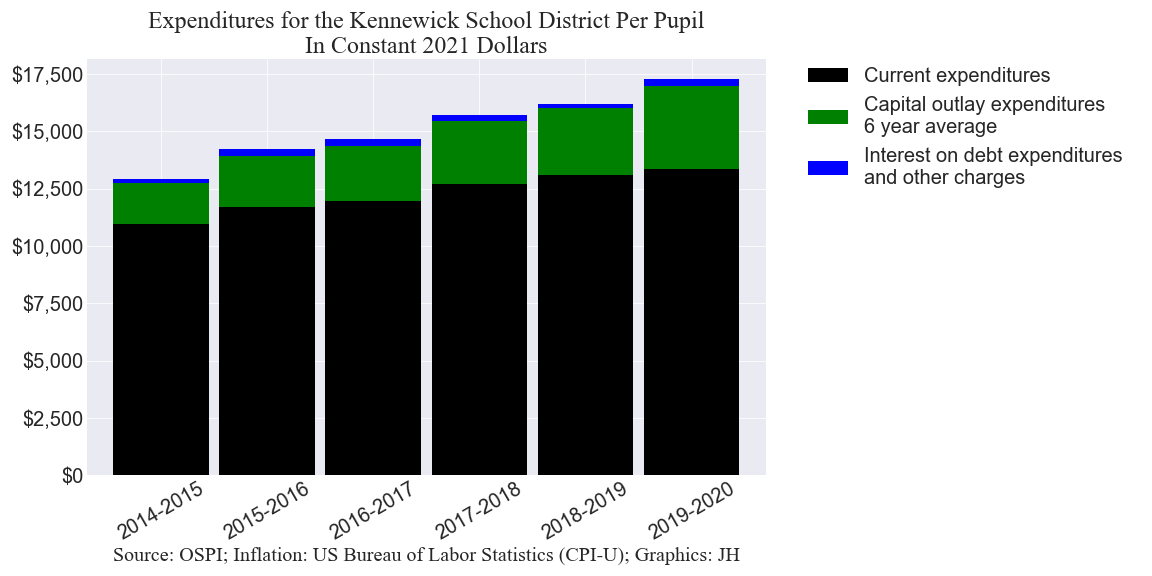 Expenditures for the Kennewick School District Per Pupil
In Constant 2021 Dollars
$17,500
$15,000
$12,500
$10,000
$7,500
$5,000
$2,500
$0
2014-2015
2015-2016
2016-2017
2017-2018
2018-2019
2019-2020
Current expenditures
Capital outlay expenditures
6 year average
Interest on debt expenditures
and other charges
Source: OSPI; Inflation: US Bureau of Labor Statistics (CPI-U); Graphics: JH